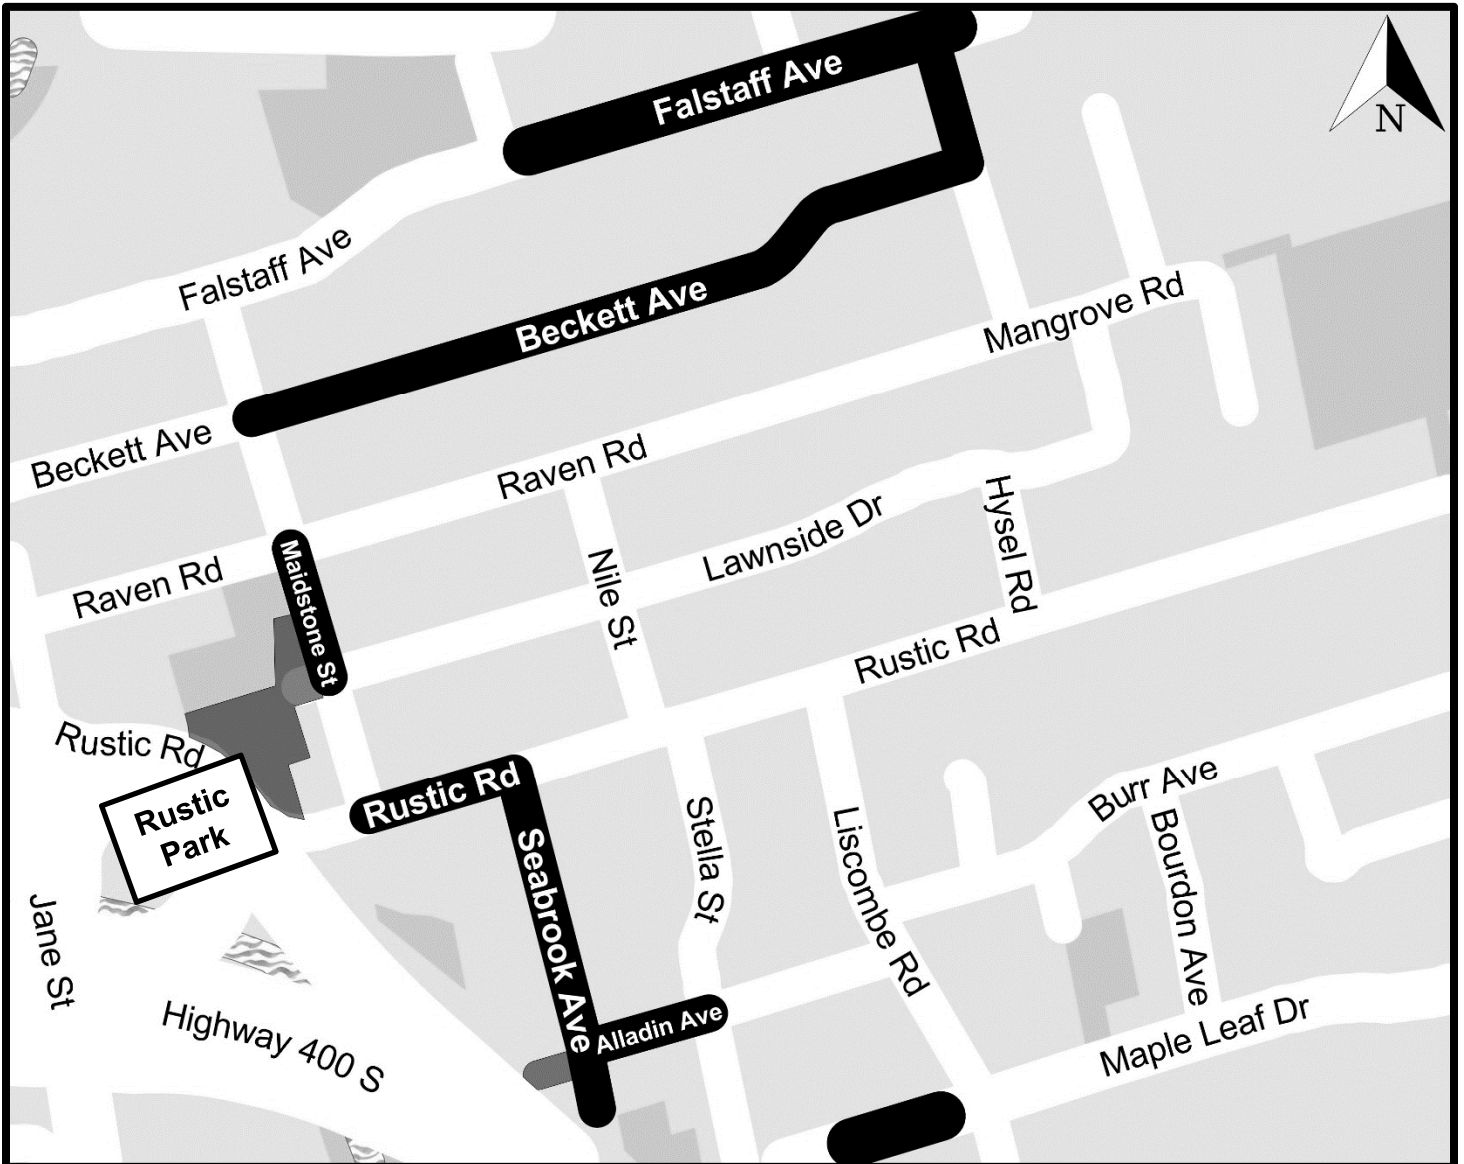 Falstaff Ave
N
Falstaff Ave
Beckett Ave
Mangrove Rd
Beckett Ave
Raven Rd
Raven Rd
Maidstone St
Lawnside Dr
Hysel Rd
Nile St
Rustic Rd
Rustic Rd
Rustic Rd
Rustic
Park
Seabrook Ave
Stella St
Liscombe Rd
Burr Ave
Bourdon Ave
Jane St
Highway 400 S
Alladin Ave
Maple Leaf Dr